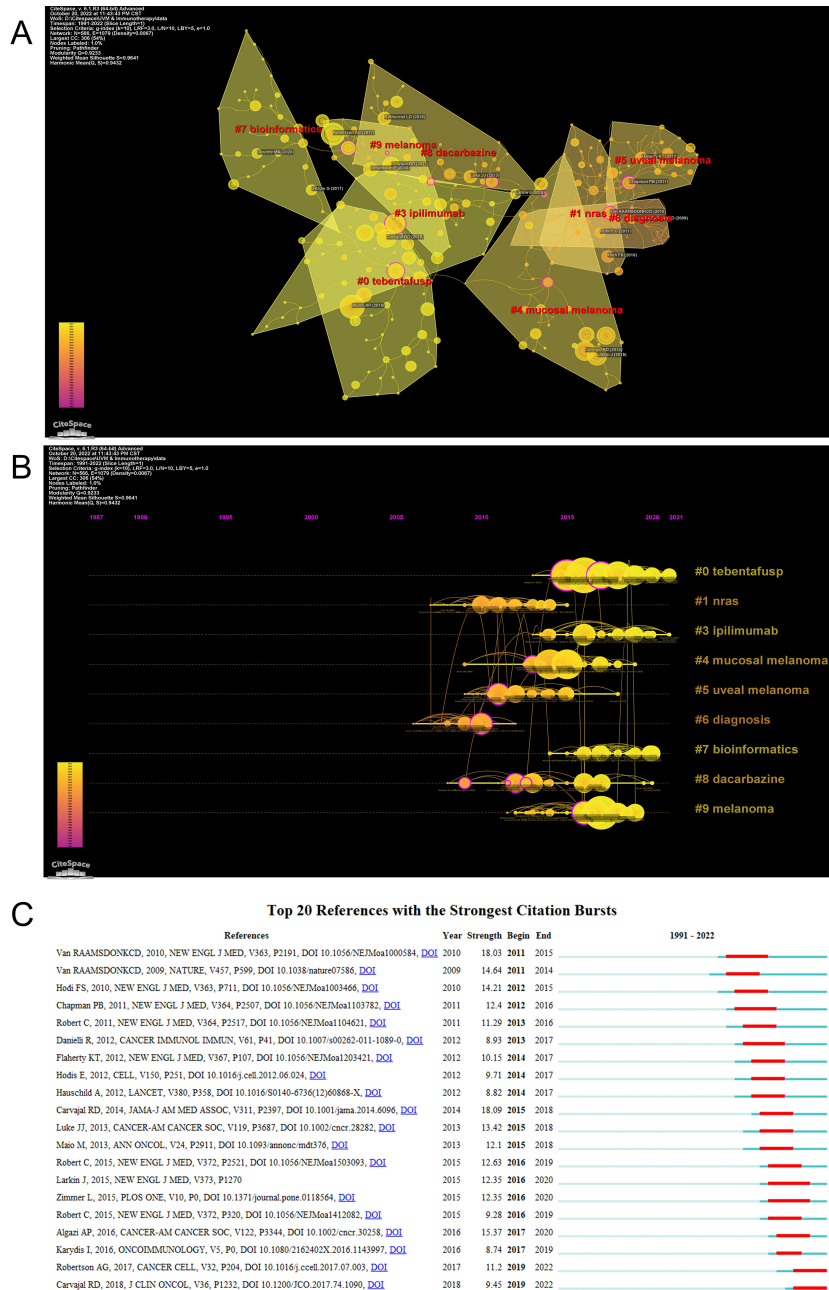 A
CiteSpace, v. 6.1.R3 (64-bit) Advanced
October 20, 2022 at 11:43:43 PM CST
WoS: D:\Citespace\UVM & Immunotherapy\data
Timespan: 1991-2022 (Slice Length=1)
Selection Criteria: g-index (k=10), LRF=3.0, L/N=10, LBY=5, e=1.0
Network: N=566, E=1079 (Density=0.0067)
Largest CC: 306 (54%)
Nodes Labeled: 1.0%
Pruning: Pathfinder
Modularity Q=0.9233
Weighted Mean Silhouette S=0.9641
Harmonic Mean(Q, S)=0.9432
#7 bioinformatics
#9 melanoma
#8 dacarbazine
#5 uveal melanoma
#3 ipilimumab
#1 nras
#6 diagnosis
#0 tebentafusp
#4 mucosal melanoma
CiteSpace
B
CiteSpace, v. 6.1.R3 (64-bit) Advanced
October 20, 2022 at 11:43:43 PM CST
WoS: D:\Citespace\UVM & Immunotherapy\data
Timespan: 1991-2022 (Slice Length=1)
Selection Criteria: g-index (k=10), LRF=3.0, L/N=10, LBY=5, e=1.0
Network: N=566, E=1079 (Density=0.0067)
Largest CC: 306 (54%)
Nodes Labeled: 1.0%
Pruning: Pathfinder
Modularity Q=0.9233
Weighted Mean Silhouette S=0.9641
Harmonic Mean(Q, S)=0.9432
1987 1990 1995 2000 2005 2010 2015 2020 2021
#0 tebentafusp
#1 nras
#3 ipilimumab
#4 mucosal melanoma
#5 uveal melanoma
#6 diagnosis
#7 bioinformatics
#8 dacarbazine
#9 melanoma
CiteSpace
C
Top 20 References with the Strongest Citation Bursts
References Year Strength Begin End 1991 - 2022
Van RAAMSDONKCD, 2010, NEW ENGL J MED, V363, P2191, DOI 10.1056/NEJMoa1000584, DOI 2010 18.03 2011 2015
Van RAAMSDONKCD, 2009, NATURE, V457, P599, DOI 10.1038/nature07586, DOI 2009 14.64 2011 2014
Hodi FS, 2010, NEW ENGL J MED, V363, P711, DOI 10.1056/NEJMoa1003466, DOI 2010 14.21 2012 2015
Chapman PB, 2011, NEW ENGL J MED, V364, P2507, DOI 10.1056/NEJMoa1103782, DOI 2011 12.4 2012 2016
Robert C, 2011, NEW ENGL J MED, V364, P2517, DOI 10.1056/NEJMoa1104621, DOI 2011 11.29 2013 2016
Danielli R, 2012, CANCER IMMUNOL IMMUN, V61, P41, DOI 10.1007/s00262-011-1089-0, DOI 2012 8.93 2013 2017
Flaherty KT, 2012, NEW ENGL J MED, V367, P107, DOI 10.1056/NEJMoa1203421, DOI 2012 10.15 2014 2017
Hodis E, 2012, CELL, V150, P251, DOI 10.1016/j.cell.2012.06.024, DOI 2012 9.71 2014 2017
Hauschild A, 2012, LANCET, V380, P358, DOI 10.1016/S0140-6736(12)60868-X, DOI 2012 8.82 2014 2017
Carvajal RD, 2014, JAMA-J AM MED ASSOC, V311, P2397, DOI 10.1001/jama.2014.6096, DOI 2014 18.09 2015 2018
Luke JJ, 2013, CANCER-AM CANCER SOC, V119, P3687, DOI 10.1002/cncr.28282, DOI 2013 13.42 2015 2018
Maio M, 2013, ANN ONCOL, V24, P2911, DOI 10.1093/annonc/mdt376, DOI 2013 12.1 2015 2018
Robert C, 2015, NEW ENGL J MED, V372, P2521, DOI 10.1056/NEJMoa1503093, DOI 2015 12.63 2016 2019
Larkin J, 2015, NEW ENGL J MED, V373, P1270 2015 12.35 2016 2020
Zimmer L, 2015, PLOS ONE, V10, P0, DOI 10.1371/journal.pone.0118564, DOI 2015 12.35 2016 2020
Robert C, 2015, NEW ENGL J MED, V372, P320, DOI 10.1056/NEJMoa1412082, DOI 2015 9.28 2016 2019
Algazi AP, 2016, CANCER-AM CANCER SOC, V122, P3344, DOI 10.1002/cncr.30258, DOI 2016 15.37 2017 2020
Karydis I, 2016, ONCOIMMUNOLOGY, V5, P0, DOI 10.1080/2162402X.2016.1143997, DOI 2016 8.74 2017 2019
Robertson AG, 2017, CANCER CELL, V32, P204, DOI 10.1016/j.ccell.2017.07.003, DOI 2017 11.2 2019 2022
Carvajal RD, 2018, J CLIN ONCOL, V36, P1232, DOI 10.1200/JCO.2017.74.1090, DOI 2018 9.45 2019 2022